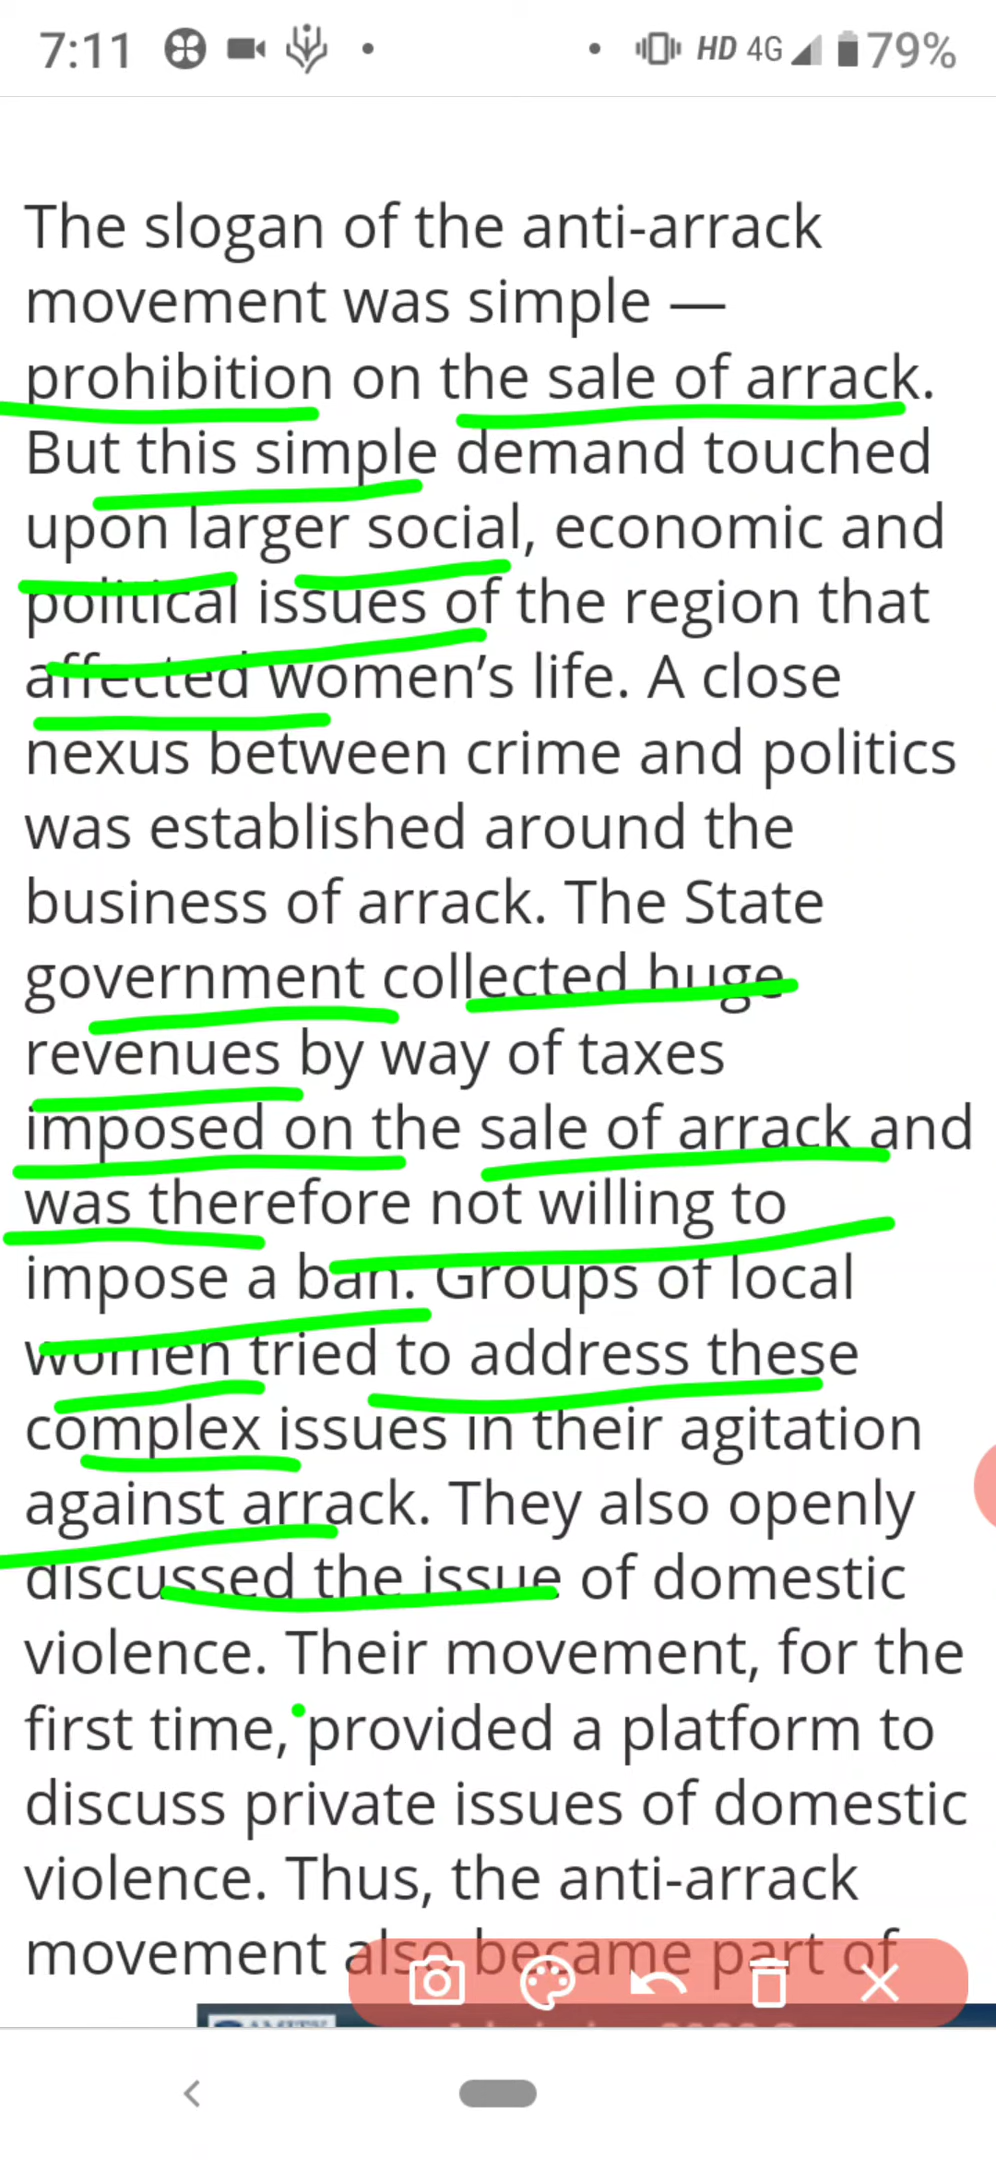 7:11 HD 4G 79%
The slogan of the anti-arrack
movement was simple —
prohibition on the sale of arrack.
But this simple demand touched
upon larger social, economic and
political issues of the region that
affected women's life. A close
nexus between crime and politics
was established around the
business of arrack. The State
government collected huge
revenues by way of taxes
imposed on the sale of arrack and
was therefore not willing to
impose a ban. Groups of local
women tried to address these
complex issues in their agitation
against arrack. They also openly
discussed the issue of domestic
violence. Their movement, for the
first time, provided a platform to
discuss private issues of domestic
violence. Thus, the anti-arrack
movement also became part of